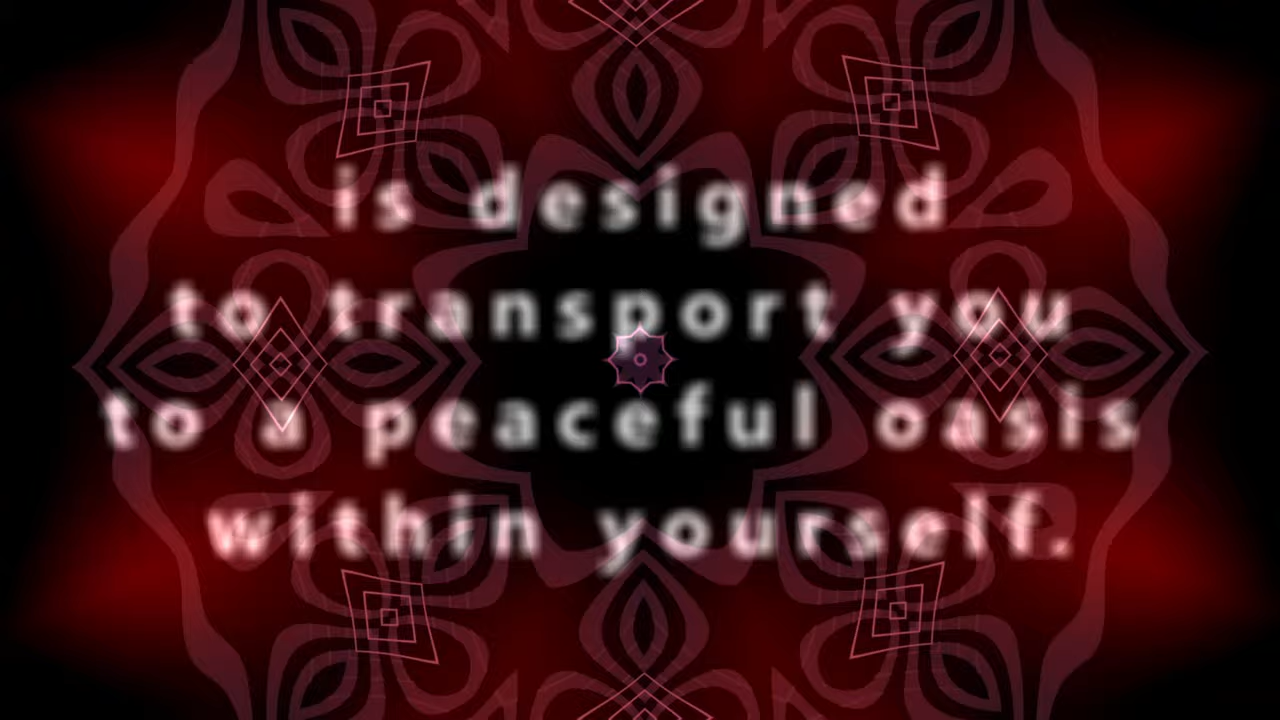 is designed
to transport you
to a peaceful oasis
within yourself.